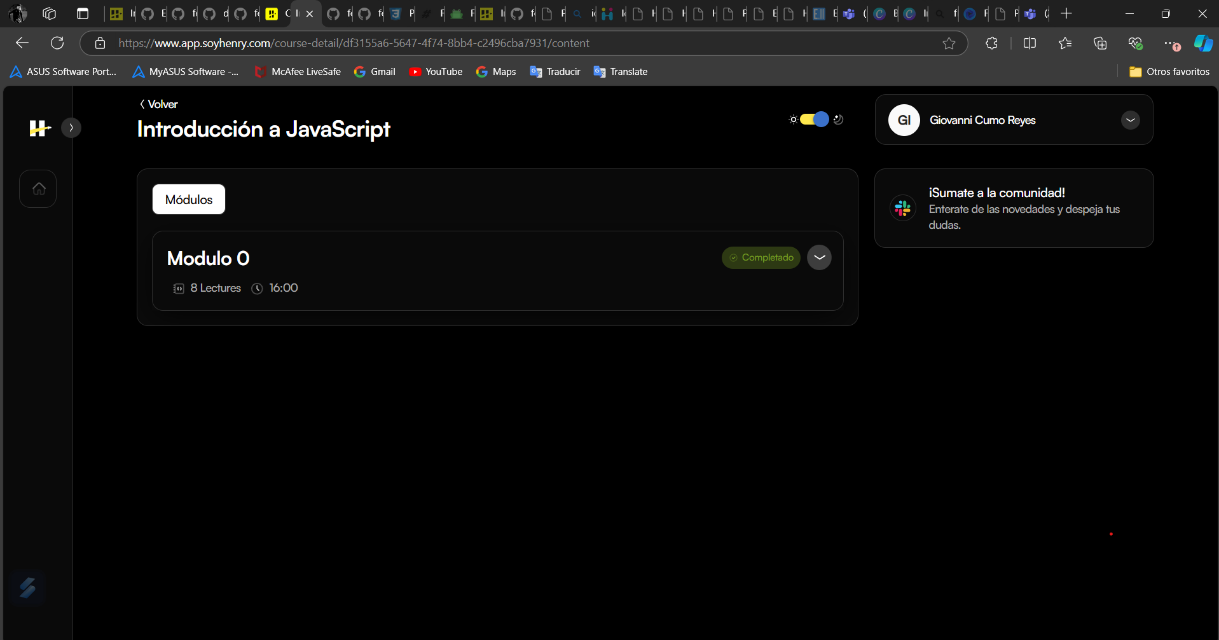 https://www.app.soyhenry.com/course-detail/df3155a6-5647-4f74-8bb4-c2496cba7931/content
ASUS Software Port...
MyASUS Software -...
McAfee LiveSafe
Gmail
YouTube
Maps
Traducir
Translate
Otros favoritos
Volver
Introducción a JavaScript
GI
Giovanni Cumo Reyes
Módulos
¡Sumate a la comunidad!
Enterate de las novedades y despeja tus
dudas.
Modulo 0
Completado
8 Lectures
16:00